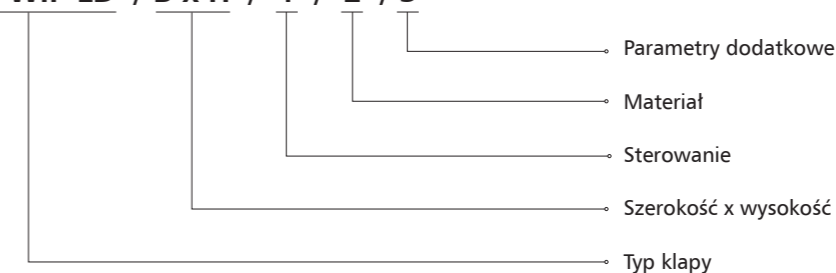 Parametry dodatkowe
Materiał
Sterowanie
Szerokość x wysokość
Typ klapy